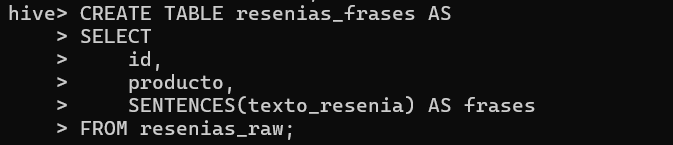 hive> CREATE TABLE resenias_frases AS
    > SELECT
    >     id,
    >     producto,
    >     SENTENCES(texto_resenia) AS frases
    > FROM resenias_raw;